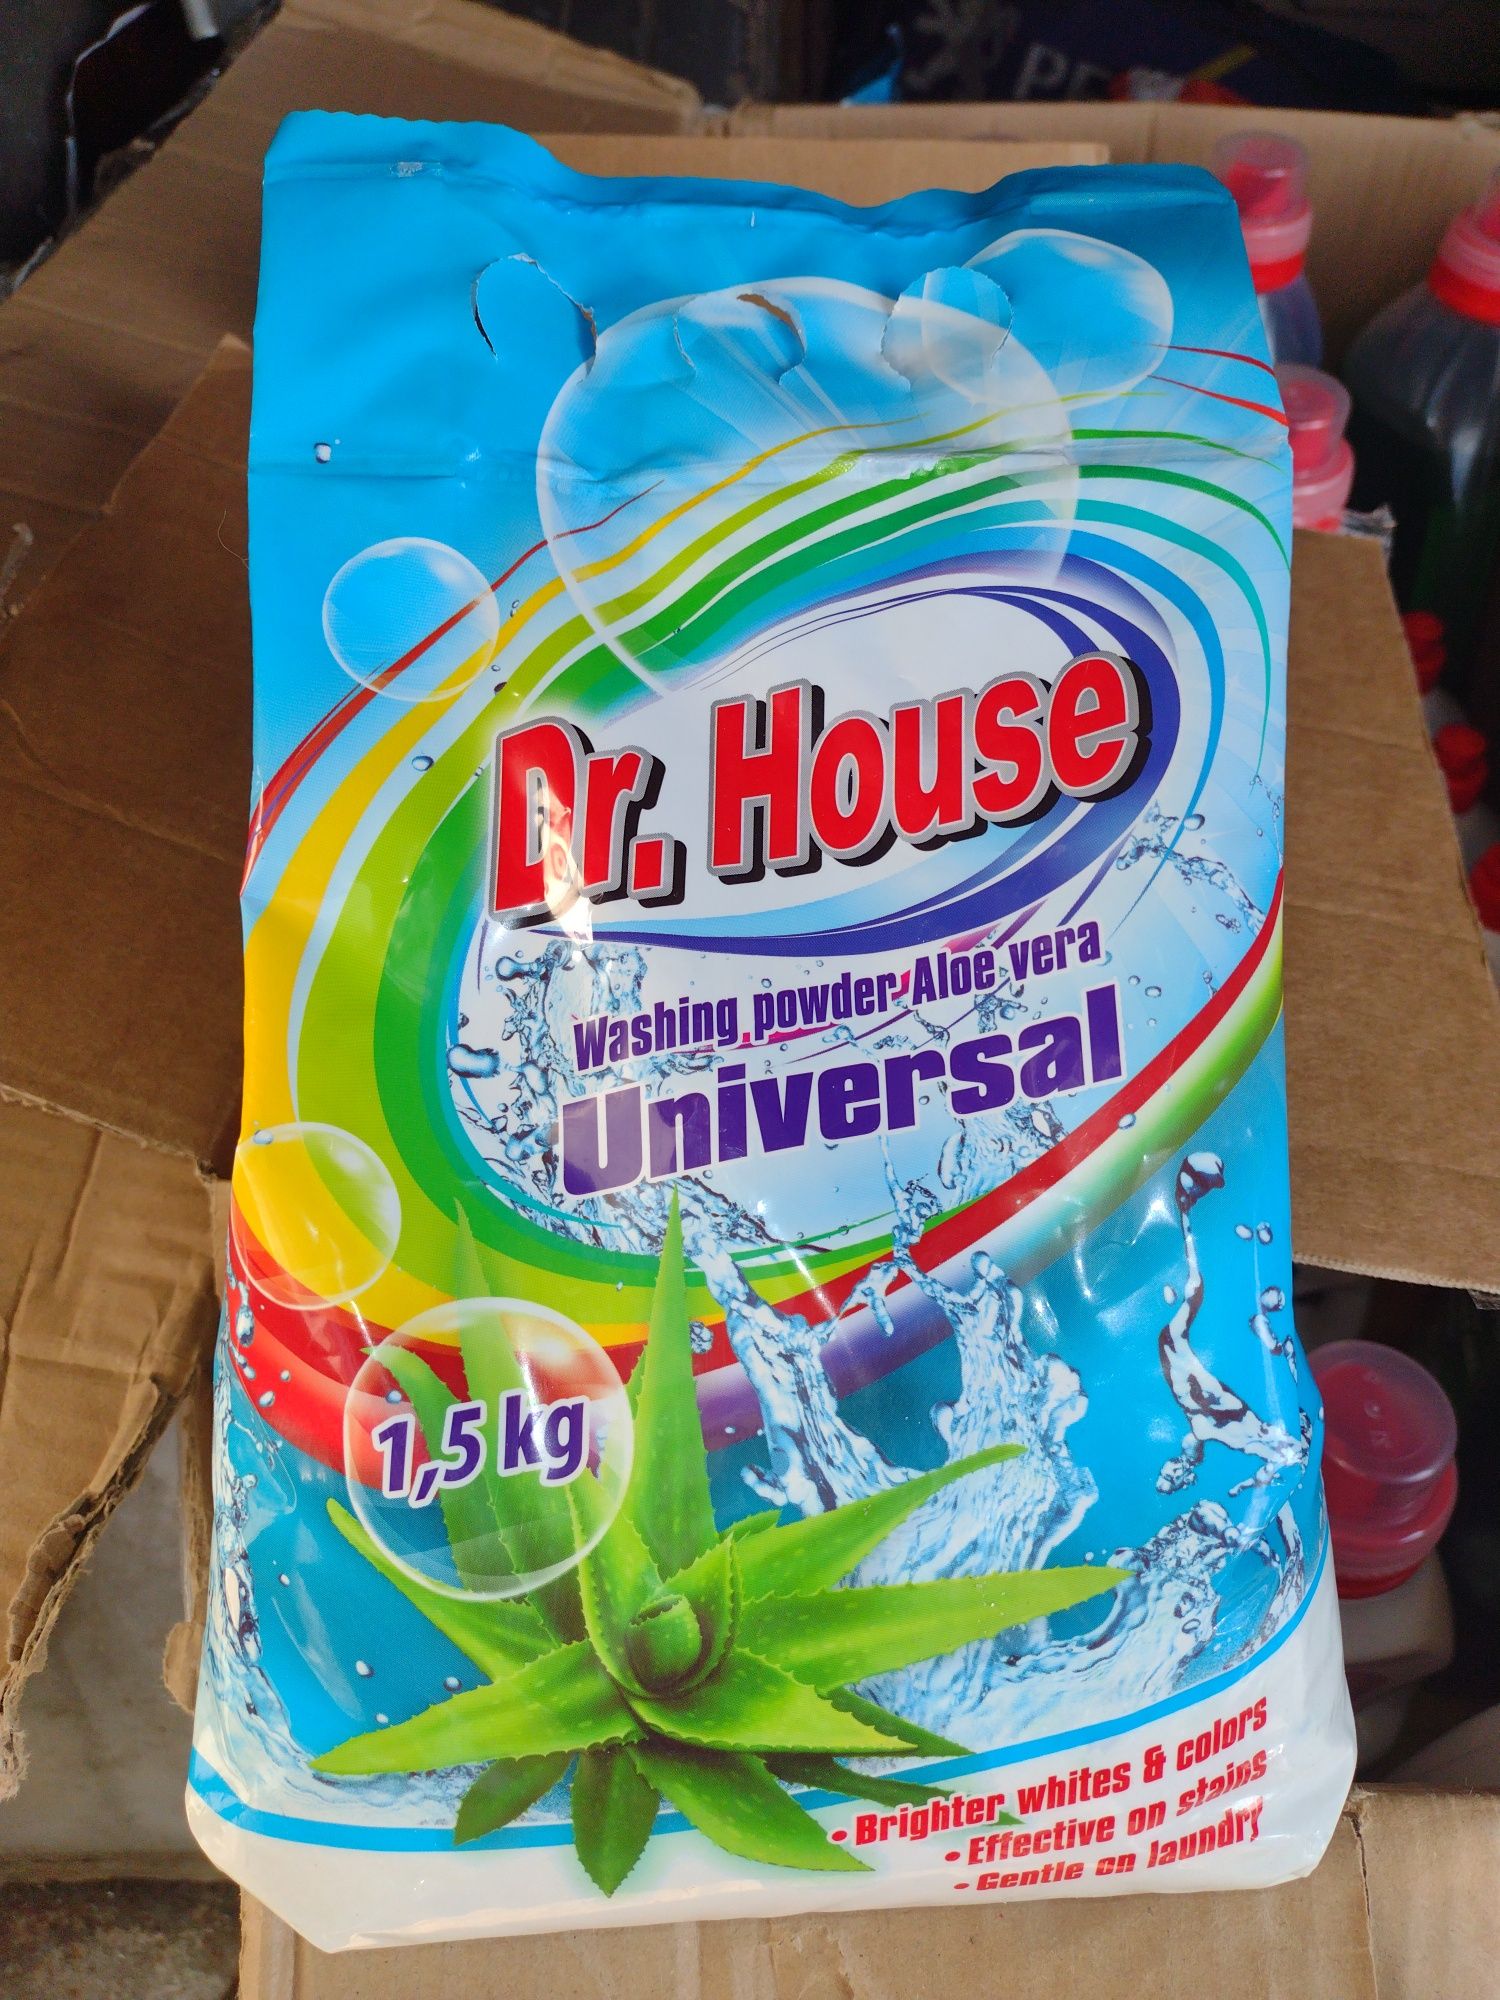 Dr. House
Washing powder Aloe vera
Universal
1,5 kg
• Brighter whites & colors
• Effective on stains
• Gentle on laundry